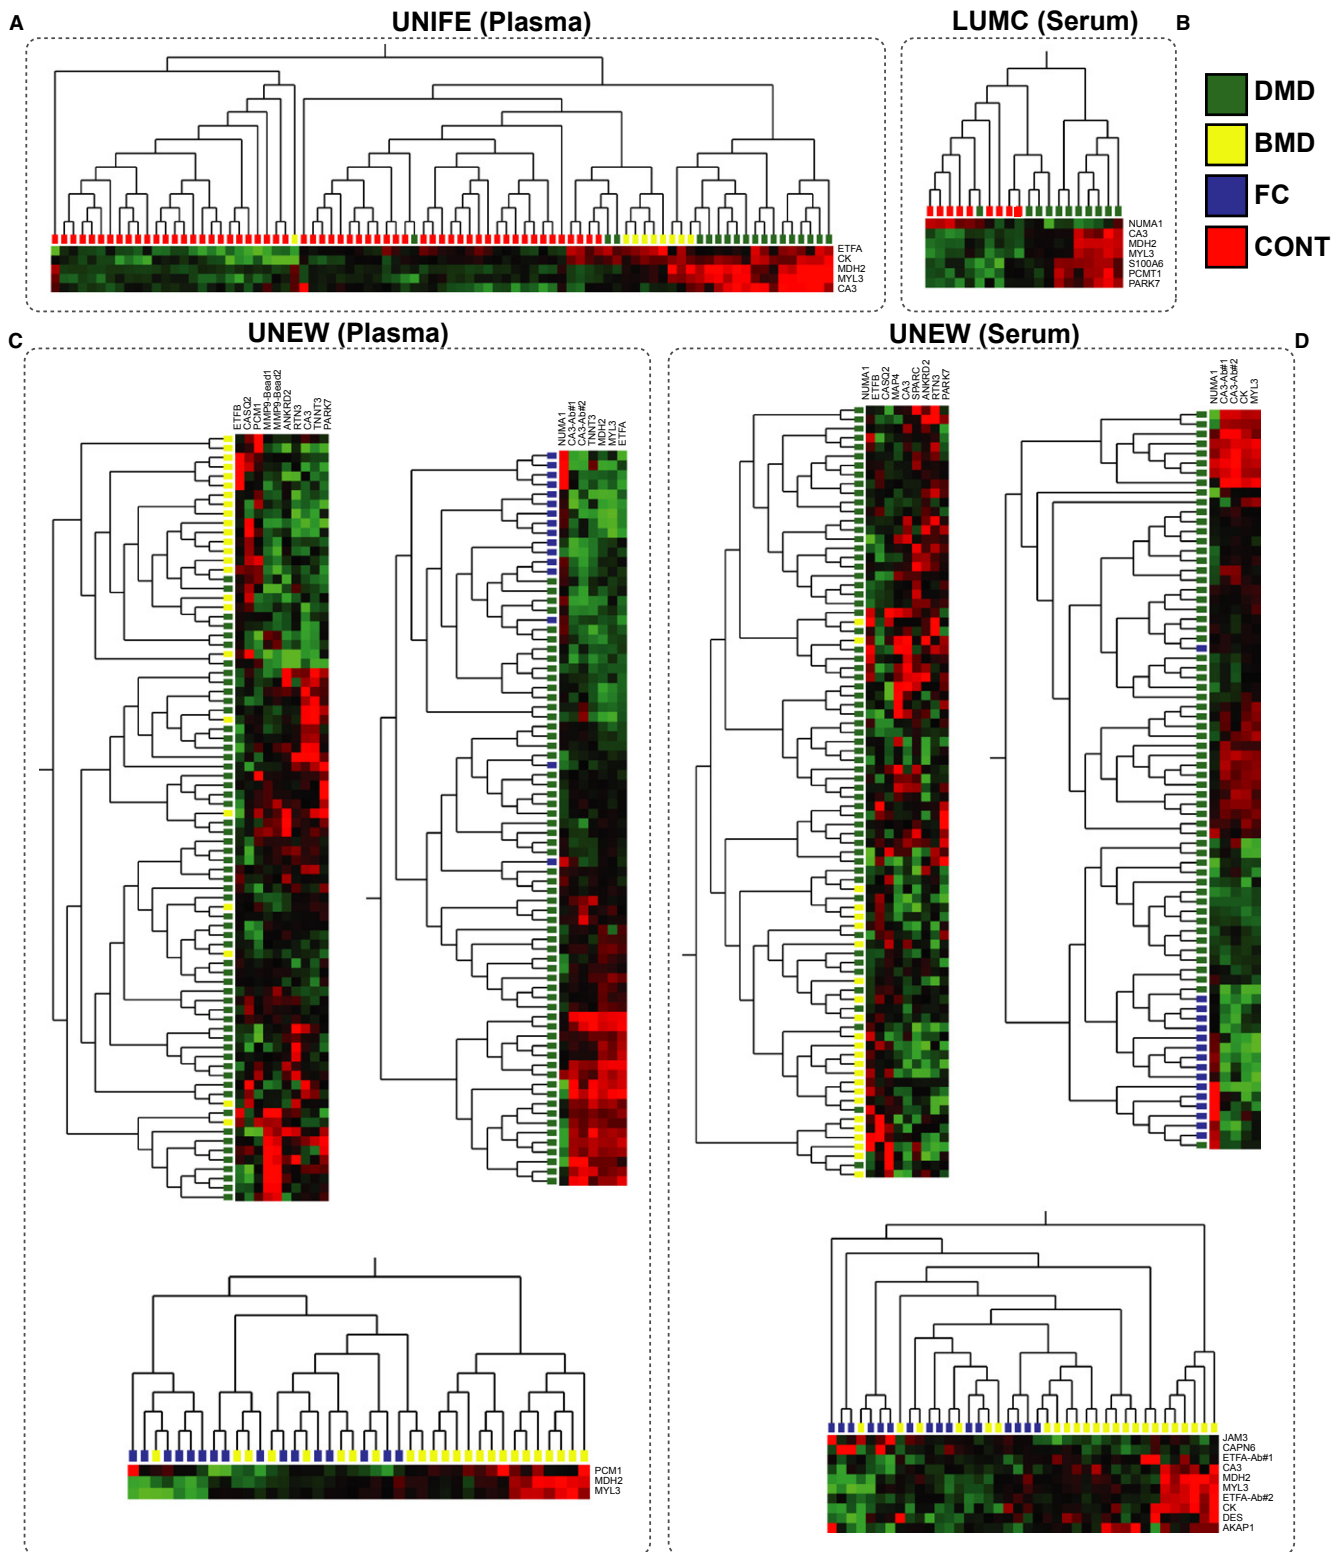 A
UNIFE (Plasma)
LUMC (Serum)
B
DMD
BMD
FC
CONT
ETFA
CK
MDH2
MYL3
CA3
NUMA1
CA3
MDH2
MYL3
S100A6
PCMT1
PARK7
C
UNEW (Plasma)
UNEW (Serum)
D
ETFB
CASQ2
PCM1
MMP9-Bead1
MMP9-Bead2
ANKRD2
RTN3
CA3
TNNT3
PARK7
NUMA1
CA3-Ab#1
CA3-Ab#2
TNNT3
MDH2
MYL3
ETFA
NUMA1
ETFB
CASQ2
MAP4
CA3
SPARC
ANKRD2
RTN3
PARK7
NUMA1
CA3-Ab#1
CA3-Ab#2
CK
MYL3
PCM1
MDH2
MYL3
JAM3
CAPN6
ETFA-Ab#1
CA3
MDH2
MYL3
ETFA-Ab#2
CK
DES
AKAP1